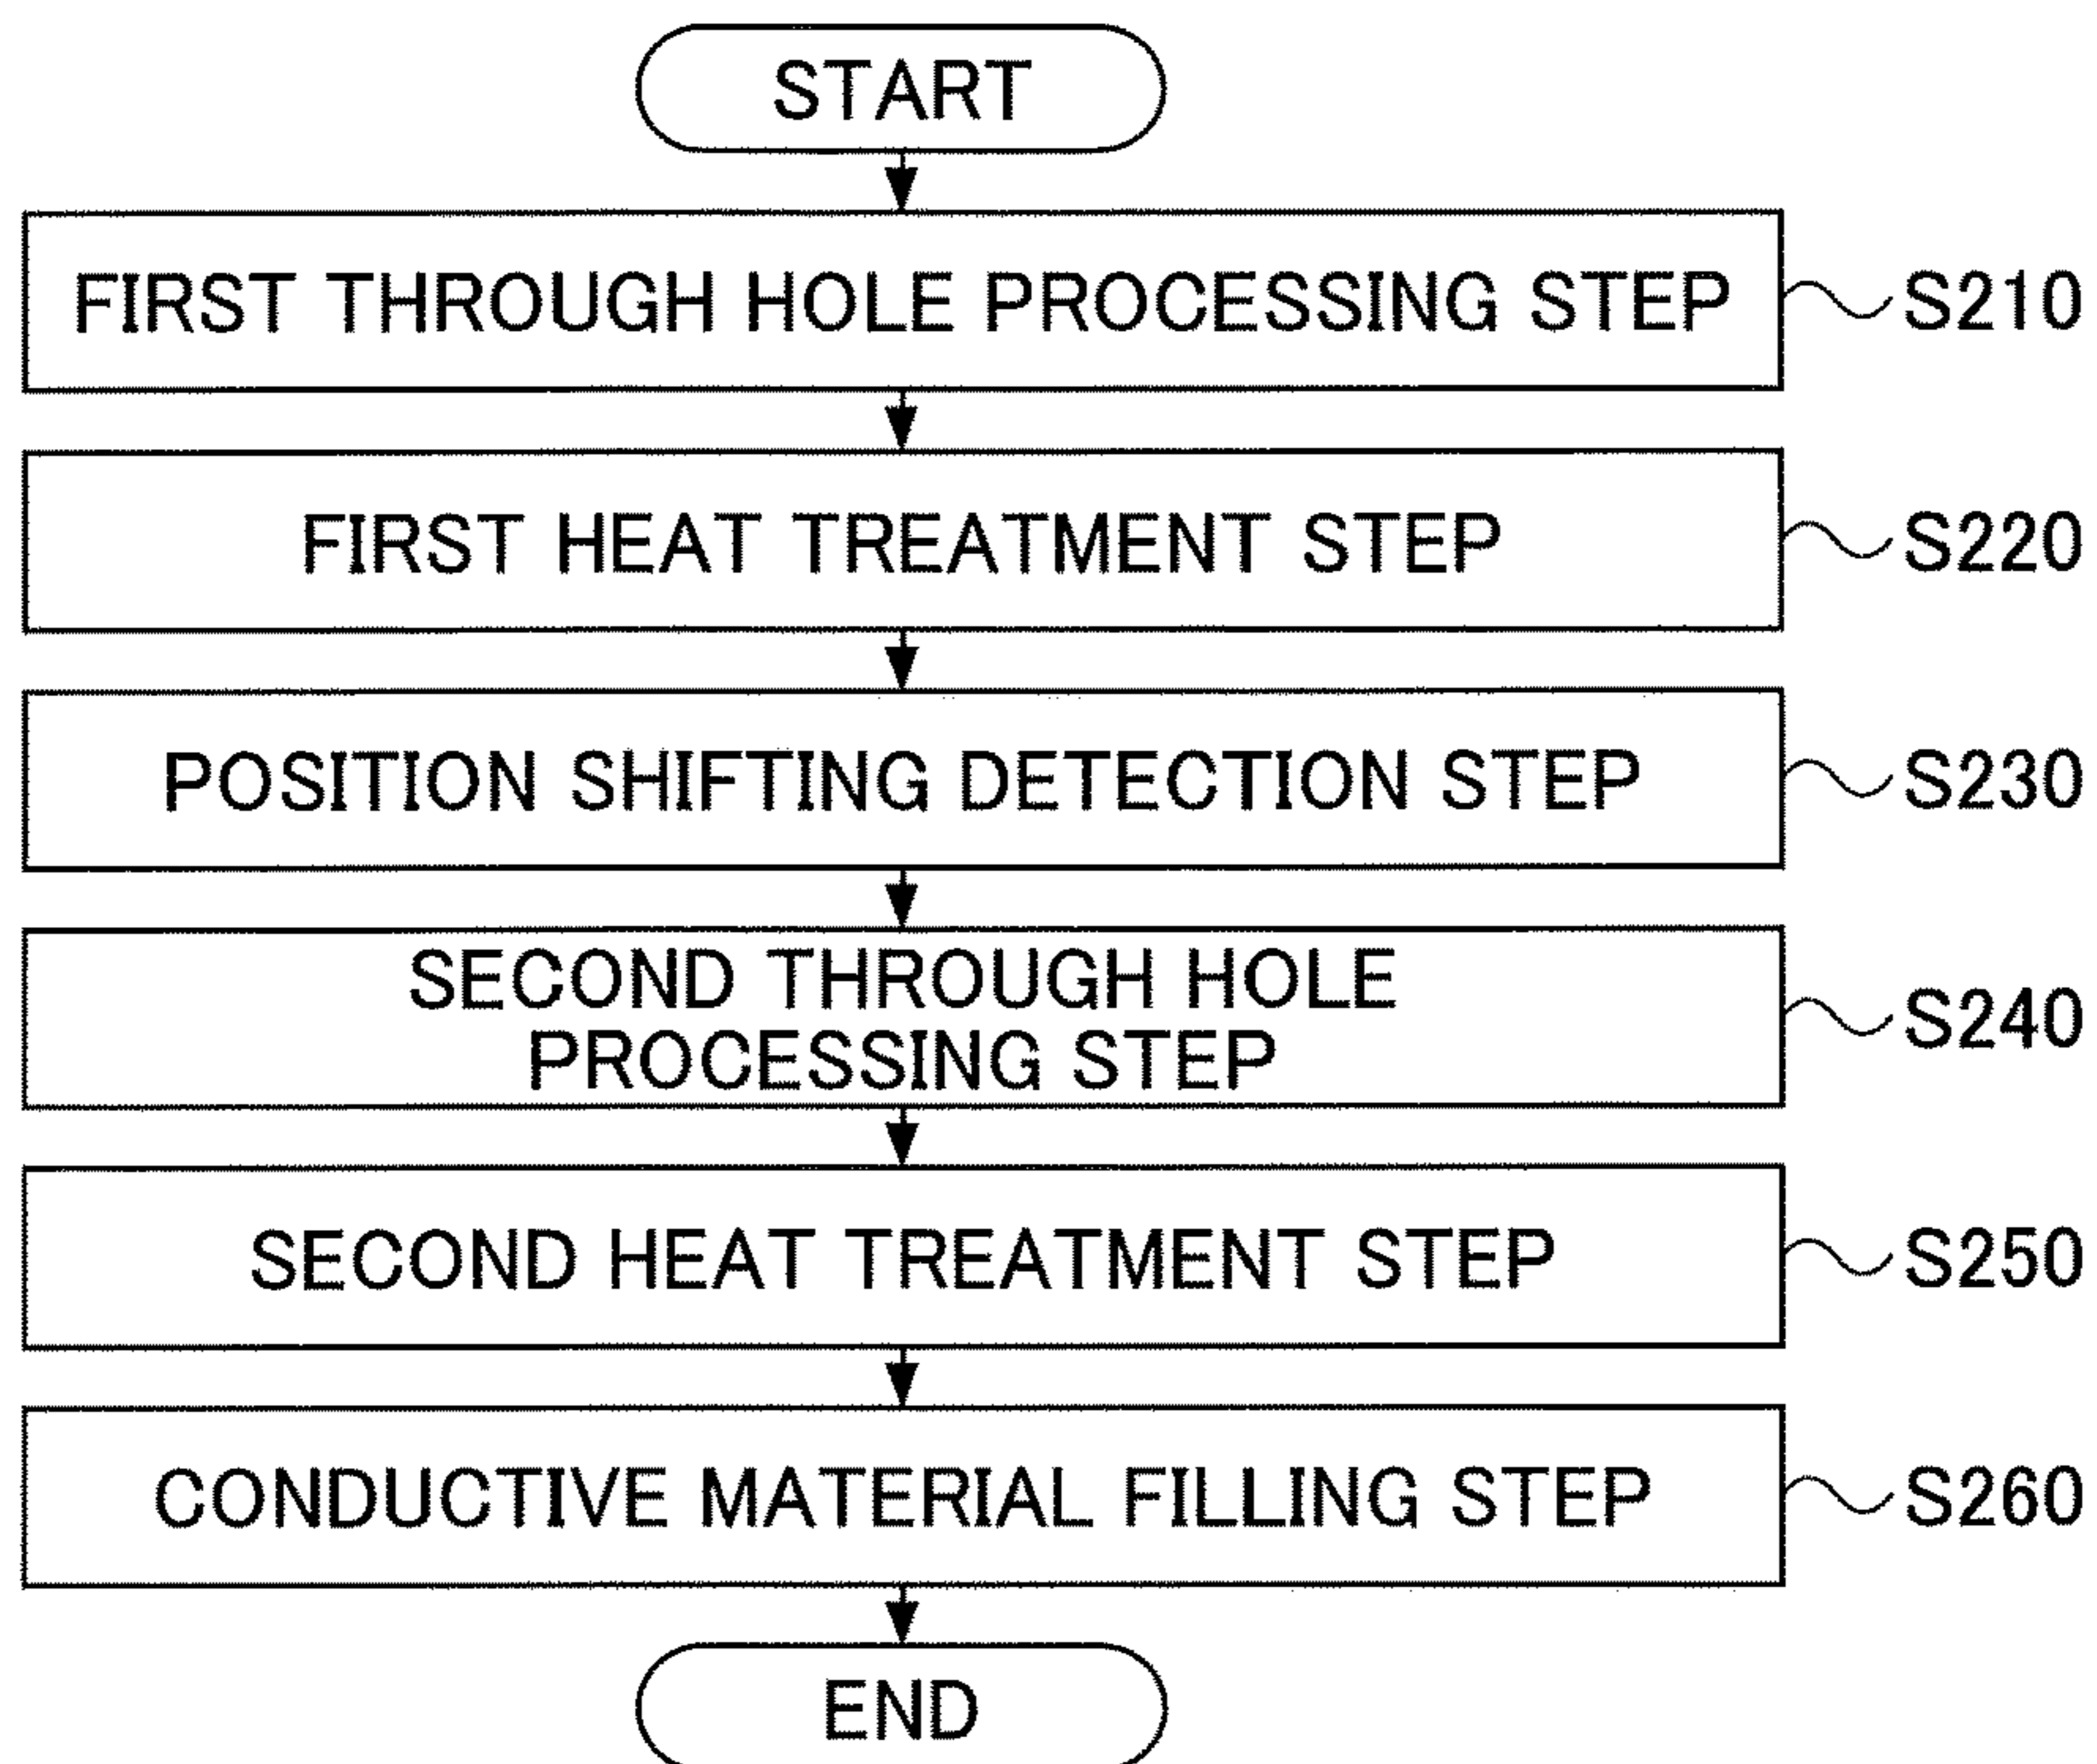 START
FIRST THROUGH HOLE PROCESSING STEP
S210
FIRST HEAT TREATMENT STEP
S220
POSITION SHIFTING DETECTION STEP
S230
SECOND THROUGH HOLE
PROCESSING STEP
S240
SECOND HEAT TREATMENT STEP
S250
CONDUCTIVE MATERIAL FILLING STEP
S260
END